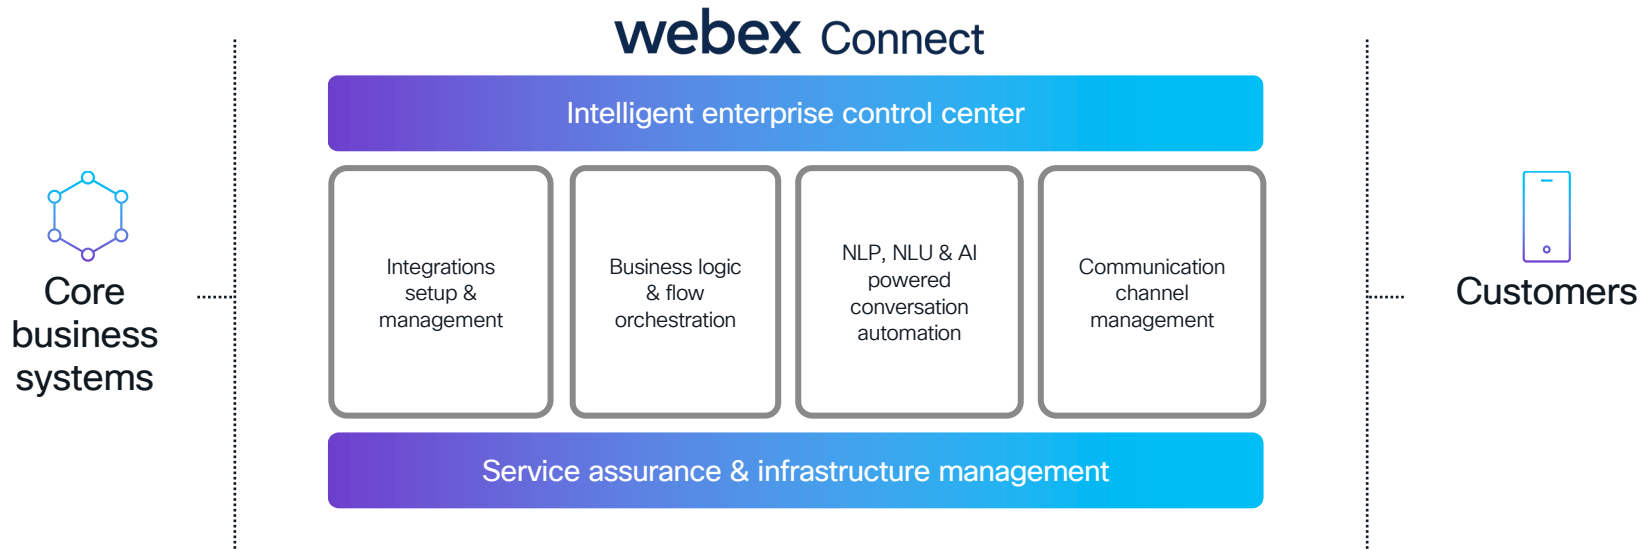 webex Connect
Intelligent enterprise control center
Core
business
systems
Integrations
setup &
management
Business logic
& flow
orchestration
NLP, NLU & AI
powered
conversation
automation
Communication
channel
management
Customers
Service assurance & infrastructure management